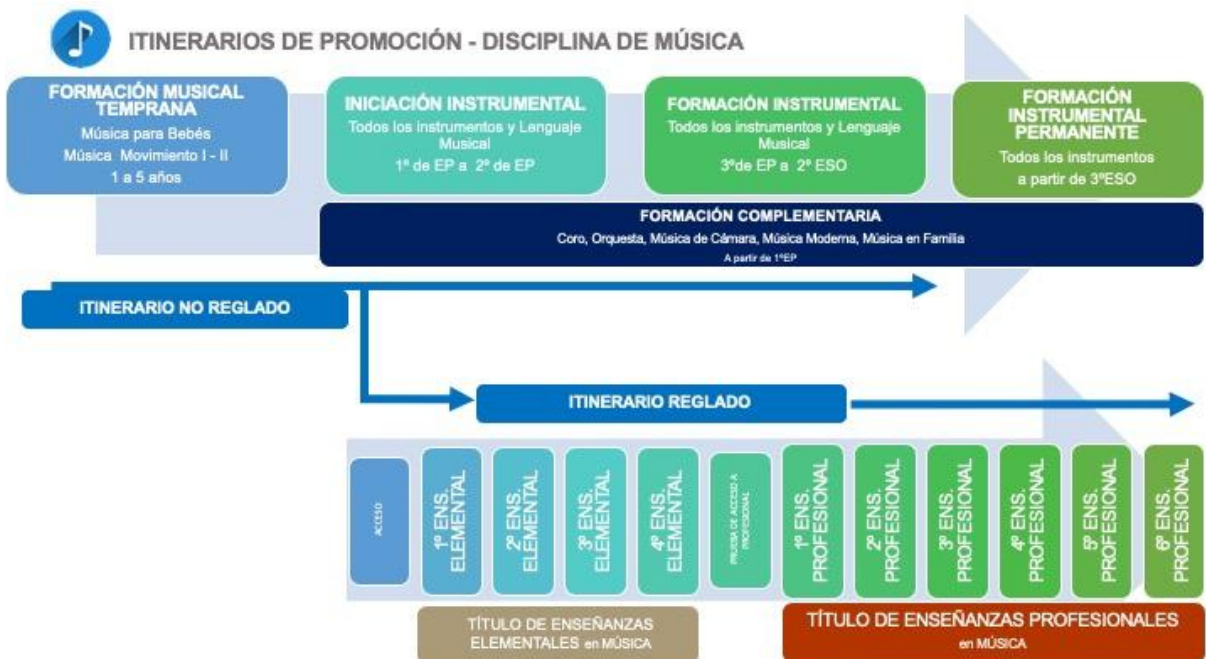 ITINERARIOS DE PROMOCIÓN - DISCIPLINA DE MÚSICA
FORMACIÓN MUSICAL
TEMPRANA
Música para Bebés
Música Movimiento I - II
1 a 5 años
INICIACIÓN INSTRUMENTAL
Todos los instrumentos y Lenguaje
Musical
1º de EP a 2º de EP
FORMACIÓN INSTRUMENTAL
Todos los instrumentos y Lenguaje
Musical
3ºde EP a 2º ESO
FORMACIÓN
INSTRUMENTAL
PERMANENTE
Todos los instrumentos
a partir de 3ºESO
FORMACIÓN COMPLEMENTARIA
Coro, Orquesta, Música de Cámara, Música Moderna, Música en Familia
A partir de 1ºEP
ITINERARIO NO REGLADO
ITINERARIO REGLADO
ACCESO
1º ENS.
ELEMENTAL
2º ENS.
ELEMENTAL
3º ENS.
ELEMENTAL
4º ENS.
ELEMENTAL
PRUEBA DE ACCESO A
PROFESIONAL
1º ENS.
PROFESIONAL
2º ENS.
PROFESIONAL
3º ENS.
PROFESIONAL
4º ENS.
PROFESIONAL
5º ENS.
PROFESIONAL
6º ENS.
PROFESIONAL
TÍTULO DE ENSEÑANZAS
ELEMENTALES en MÚSICA
TÍTULO DE ENSEÑANZAS PROFESIONALES
en MÚSICA